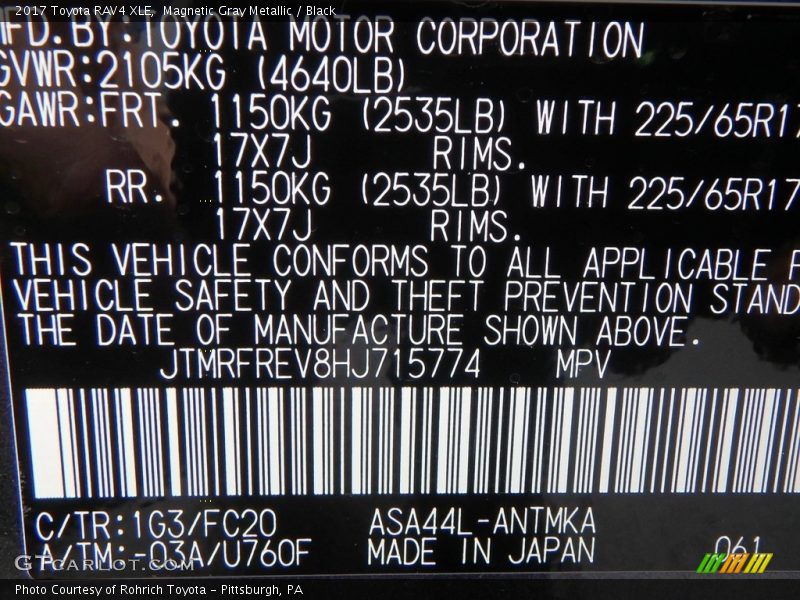 2017 Toyota RAV4 XLE, Magnetic Gray Metallic / Black
MFD.BY:TOYOTA MOTOR CORPORATION
GVWR:2105KG (4640LB)
GAWR:FRT. 1150KG (2535LB) WITH 225/65R17
17X7J RIMS.
RR. 1150KG (2535LB) WITH 225/65R17
17X7J RIMS.
THIS VEHICLE CONFORMS TO ALL APPLICABLE F
VEHICLE SAFETY AND THEFT PREVENTION STAND
THE DATE OF MANUFACTURE SHOWN ABOVE.
JTMRFREV8HJ715774 MPV
C/TR:1G3/FC20 ASA44L-ANTMKA
A/TM:-03A/U760F MADE IN JAPAN 061
GTCarLot.com
Photo Courtesy of Rohrich Toyota - Pittsburgh, PA